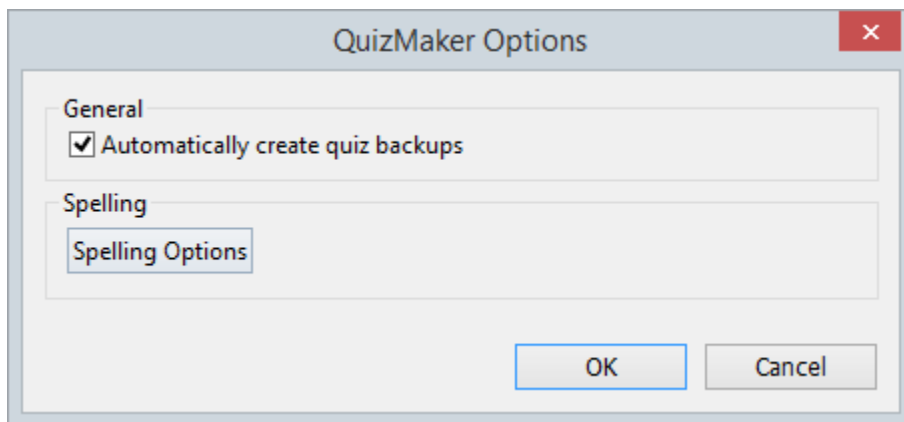 QuizMaker Options
General
Automatically create quiz backups
Spelling
Spelling Options
OK
Cancel